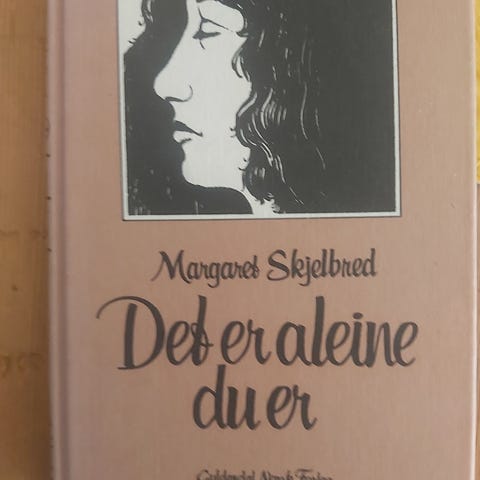 Margaret Skjelbred
Det er aleine
du er
Gyldendal Norsk Forlag